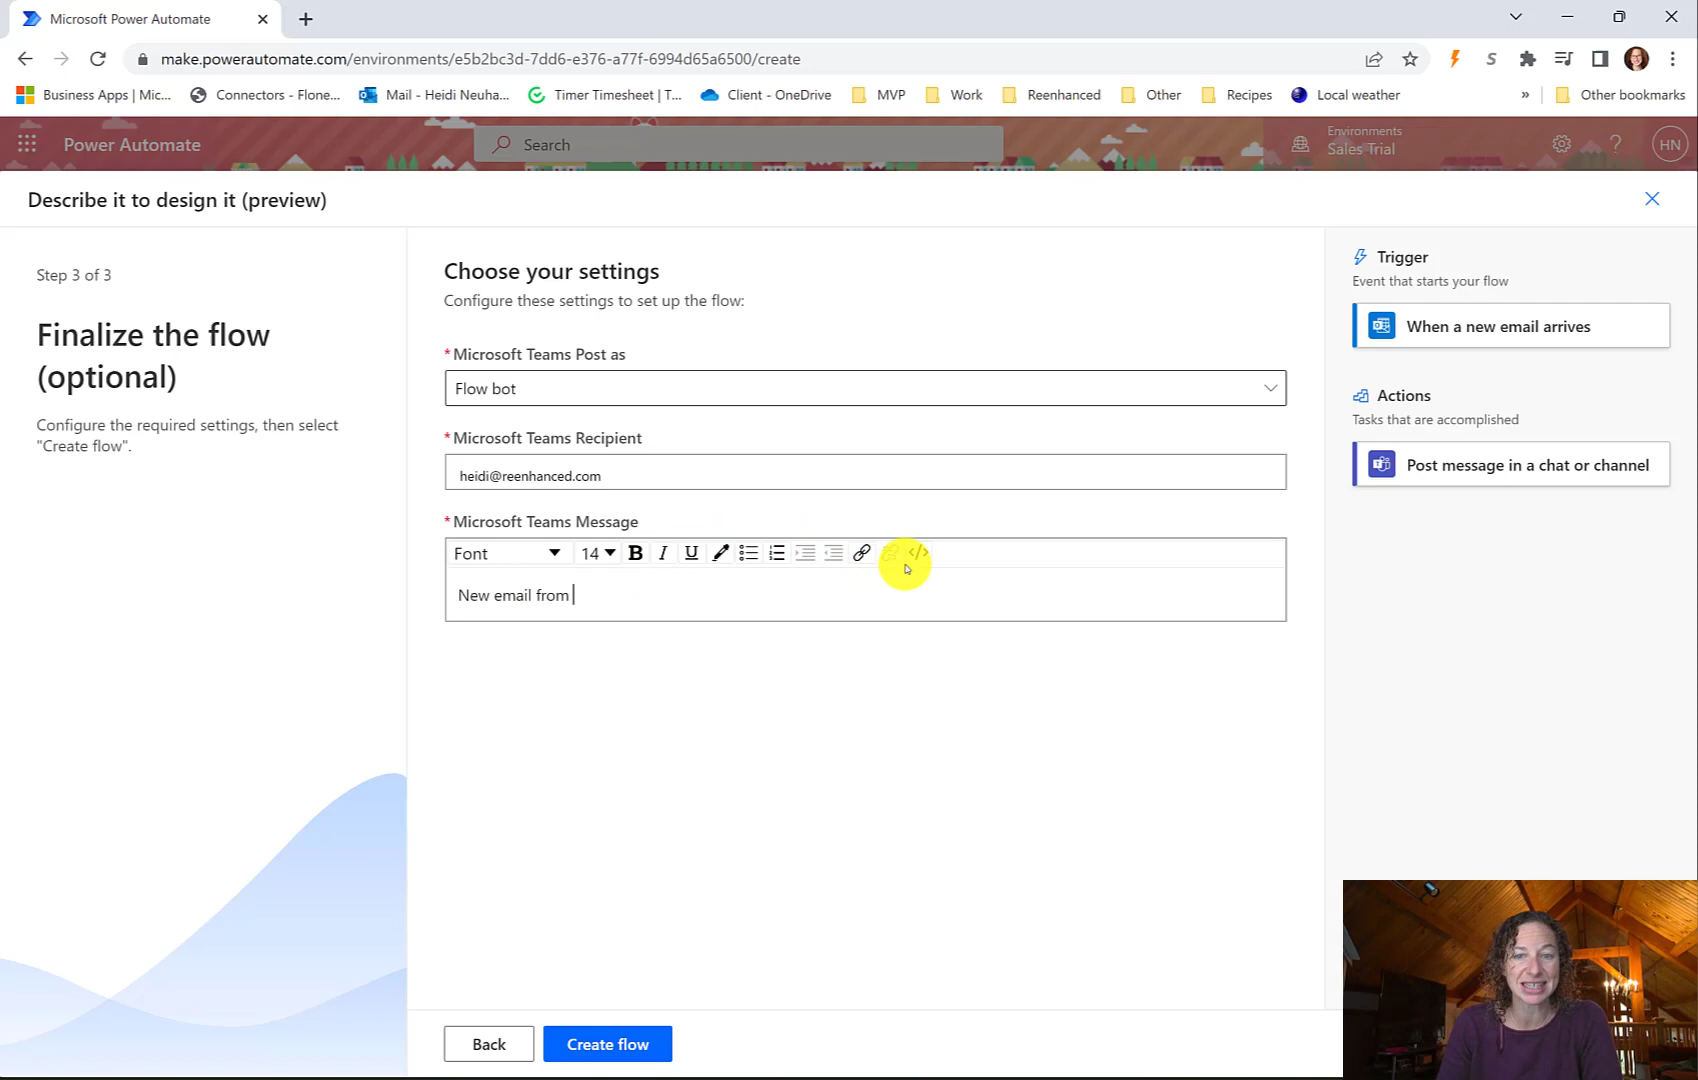 Microsoft Power Automate
make.powerautomate.com/environments/e5b2bc3d-7dd6-e376-a77f-6994d65a6500/create
Business Apps | Mic...
Connectors - Flone...
Mail - Heidi Neuha...
Timer Timesheet | T...
Client - OneDrive
MVP
Work
Reenhanced
Other
Recipes
Local weather
»
Other bookmarks
Power Automate
Search
Environments
Sales Trial
HN
Describe it to design it (preview)
Step 3 of 3
Finalize the flow
(optional)
Configure the required settings, then select
"Create flow".
Choose your settings
Configure these settings to set up the flow:
* Microsoft Teams Post as
Flow bot
* Microsoft Teams Recipient
heidi@reenhanced.com
* Microsoft Teams Message
Font 14 B I U </>
New email from
Back
Create flow
Trigger
Event that starts your flow
When a new email arrives
Actions
Tasks that are accomplished
Post message in a chat or channel